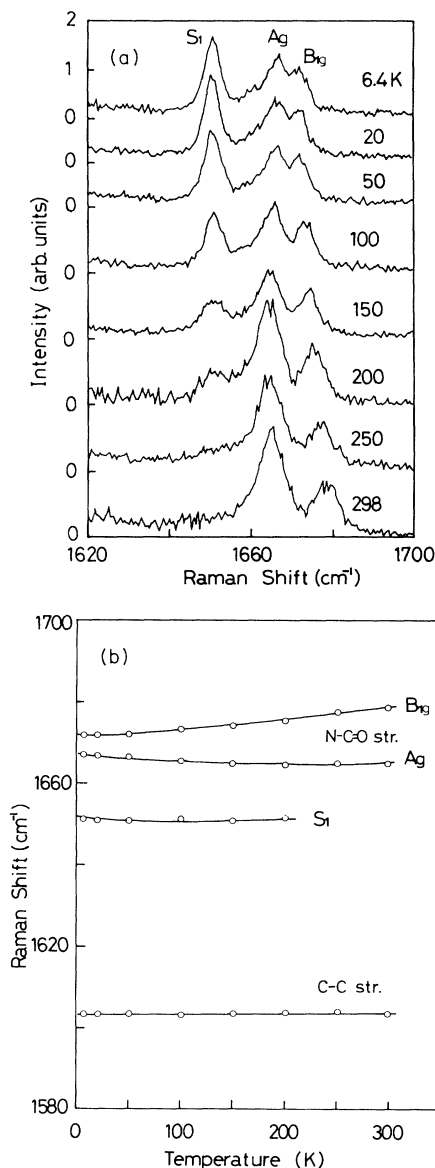 2
S1
Ag
B1g
(a)
1
6.4K
0
20
0
50
0
100
0
150
0
200
0
250
0
298
0
Intensity (arb. units)
1620
1660
1700
Raman Shift (cm⁻¹)
1700
(b)
B1g
N-C=O str.
Ag
1660
S1
1620
C-C str.
1580
Raman Shift (cm⁻¹)
0
100
200
300
Temperature (K)